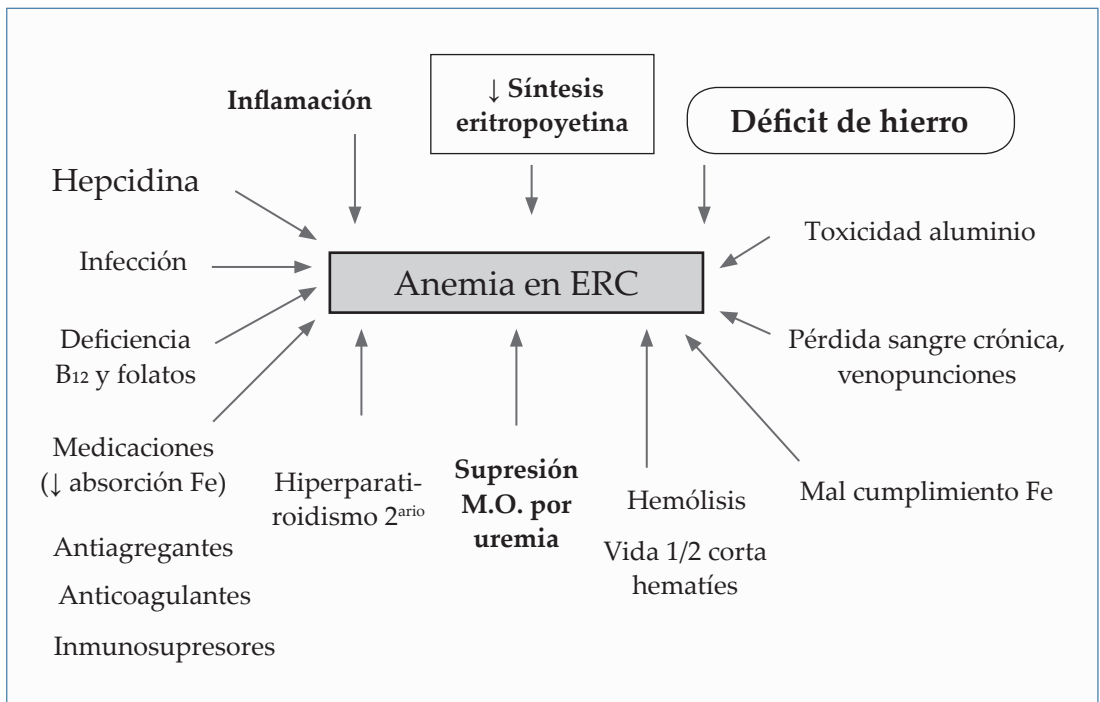 Inflamación
↓ Síntesis
eritropoyetina
Déficit de hierro
Hepcidina
Infección
Deficiencia
B12 y folatos
Medicaciones
(↓ absorción Fe)
Antiagregantes
Anticoagulantes
Inmunosupresores
Anemia en ERC
Hiperparati-
roidismo 2ario
Supresión
M.O. por
uremia
Hemólisis
Vida 1/2 corta
hematíes
Toxicidad aluminio
Pérdida sangre crónica,
venopunciones
Mal cumplimiento Fe